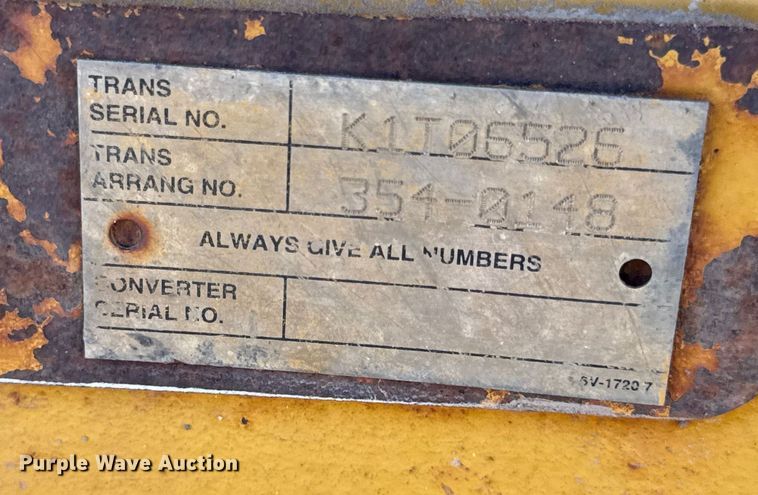 TRANS
SERIAL NO. K1T06526
TRANS
ARRANG NO. 354-0148
ALWAYS GIVE ALL NUMBERS
CONVERTER
SERIAL NO.
6V-1720 7
Purple Wave Auction